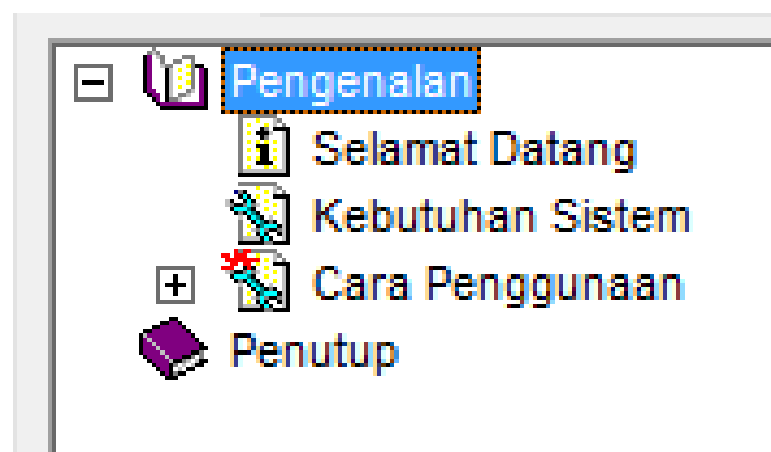 Pengenalan
Selamat Datang
Kebutuhan Sistem
Cara Penggunaan
Penutup